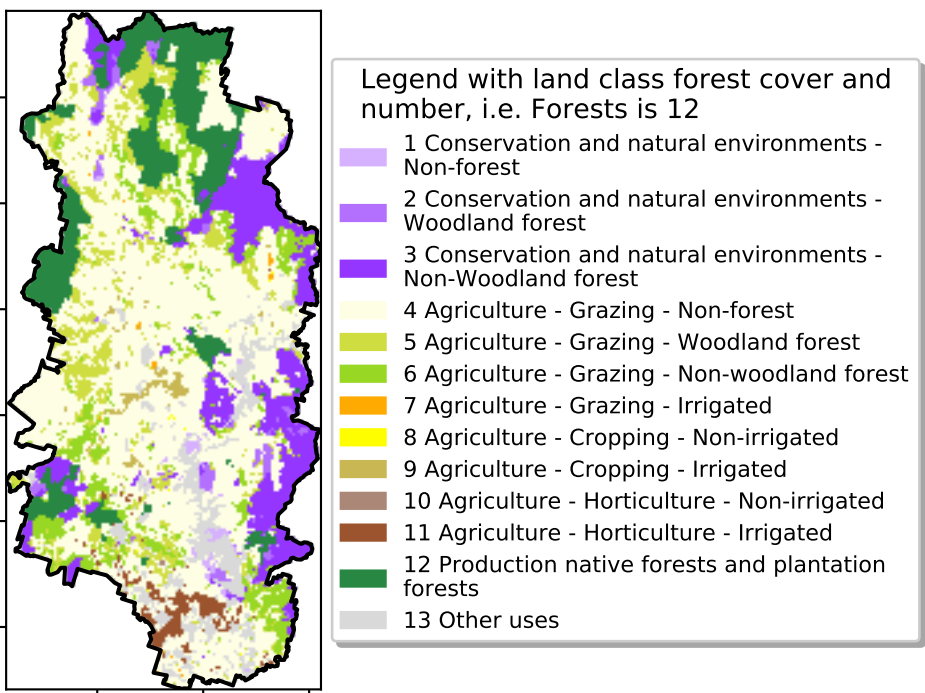 Legend with land class forest cover and
number, i.e. Forests is 12
1 Conservation and natural environments -
Non-forest
2 Conservation and natural environments -
Woodland forest
3 Conservation and natural environments -
Non-Woodland forest
4 Agriculture - Grazing - Non-forest
5 Agriculture - Grazing - Woodland forest
6 Agriculture - Grazing - Non-woodland forest
7 Agriculture - Grazing - Irrigated
8 Agriculture - Cropping - Non-irrigated
9 Agriculture - Cropping - Irrigated
10 Agriculture - Horticulture - Non-irrigated
11 Agriculture - Horticulture - Irrigated
12 Production native forests and plantation
forests
13 Other uses